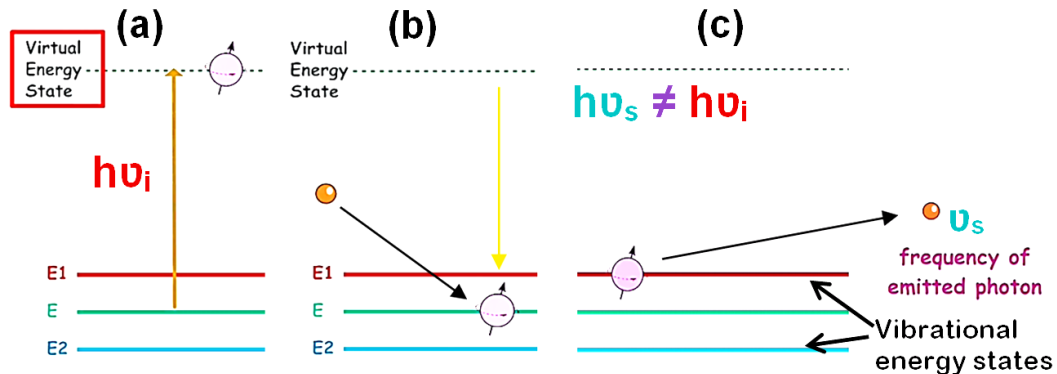 (a)
Virtual
Energy
State
hυᵢ
E1
E
E2
(b)
Virtual
Energy
State
E1
E
E2
(c)
hυₛ ≠ hυᵢ
υₛ
frequency of
emitted photon
Vibrational
energy states